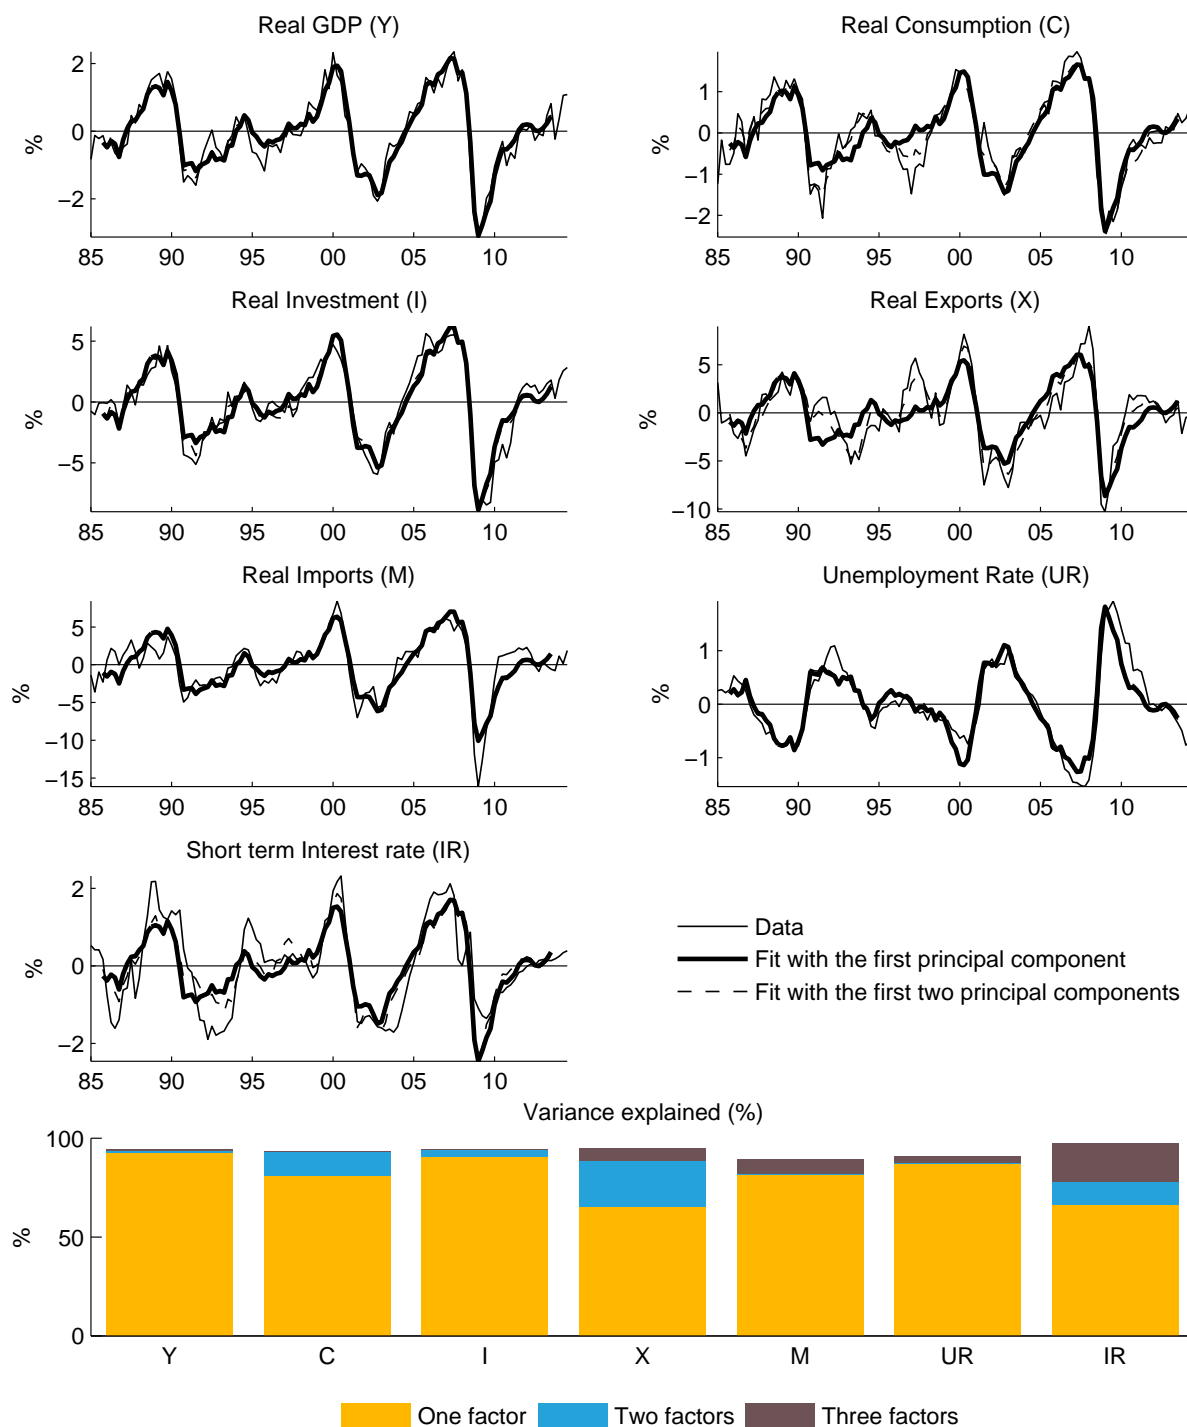 Real GDP (Y)
%
2
0
−2
85 90 95 00 05 10
Real Consumption (C)
%
1
0
−1
−2
85 90 95 00 05 10
Real Investment (I)
%
5
0
−5
85 90 95 00 05 10
Real Exports (X)
%
5
0
−5
−10
85 90 95 00 05 10
Real Imports (M)
%
5
0
−5
−10
−15
85 90 95 00 05 10
Unemployment Rate (UR)
%
1
0
−1
85 90 95 00 05 10
Short term Interest rate (IR)
%
2
0
−2
85 90 95 00 05 10
Data
Fit with the first principal component
Fit with the first two principal components
Variance explained (%)
%
100
50
0
Y C I X M UR IR
One factor Two factors Three factors